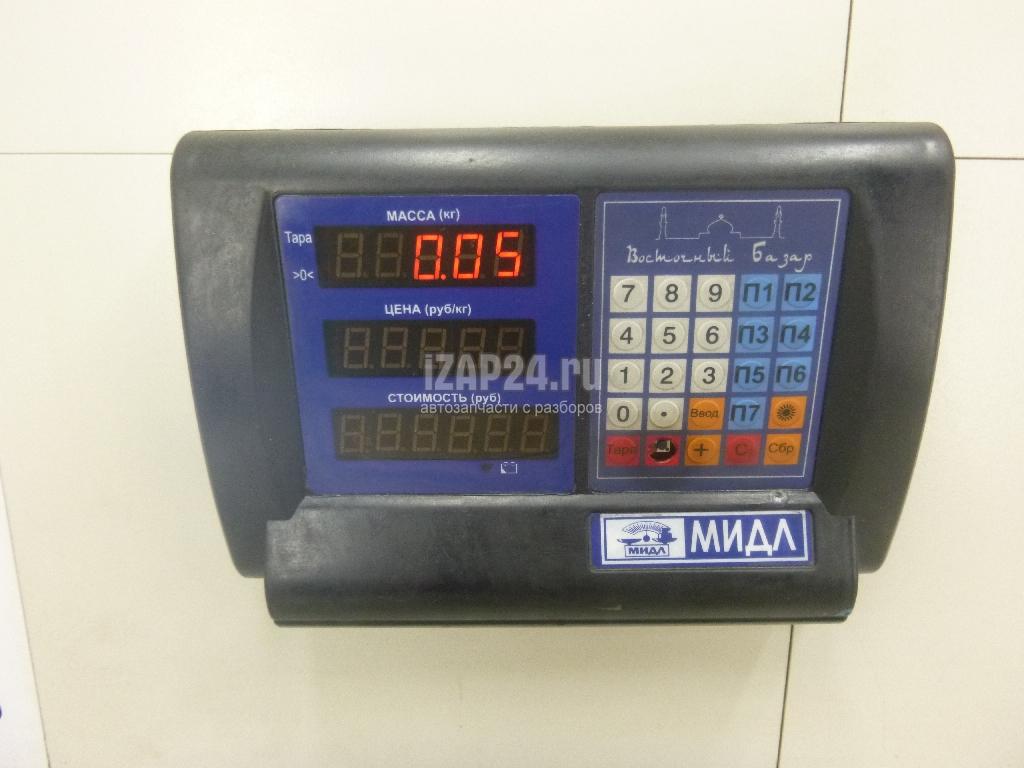 МАССА (кг)
Тара
0.05
>0<
ЦЕНА (руб/кг)
СТОИМОСТЬ (руб)
Восточный Базар
7 8 9 П1 П2
4 5 6 П3 П4
1 2 3 П5 П6
0 . Ввод П7
Тара + С Сбр
МИДЛ
МИДЛ
iZAP24.ru
автозапчасти с разборов